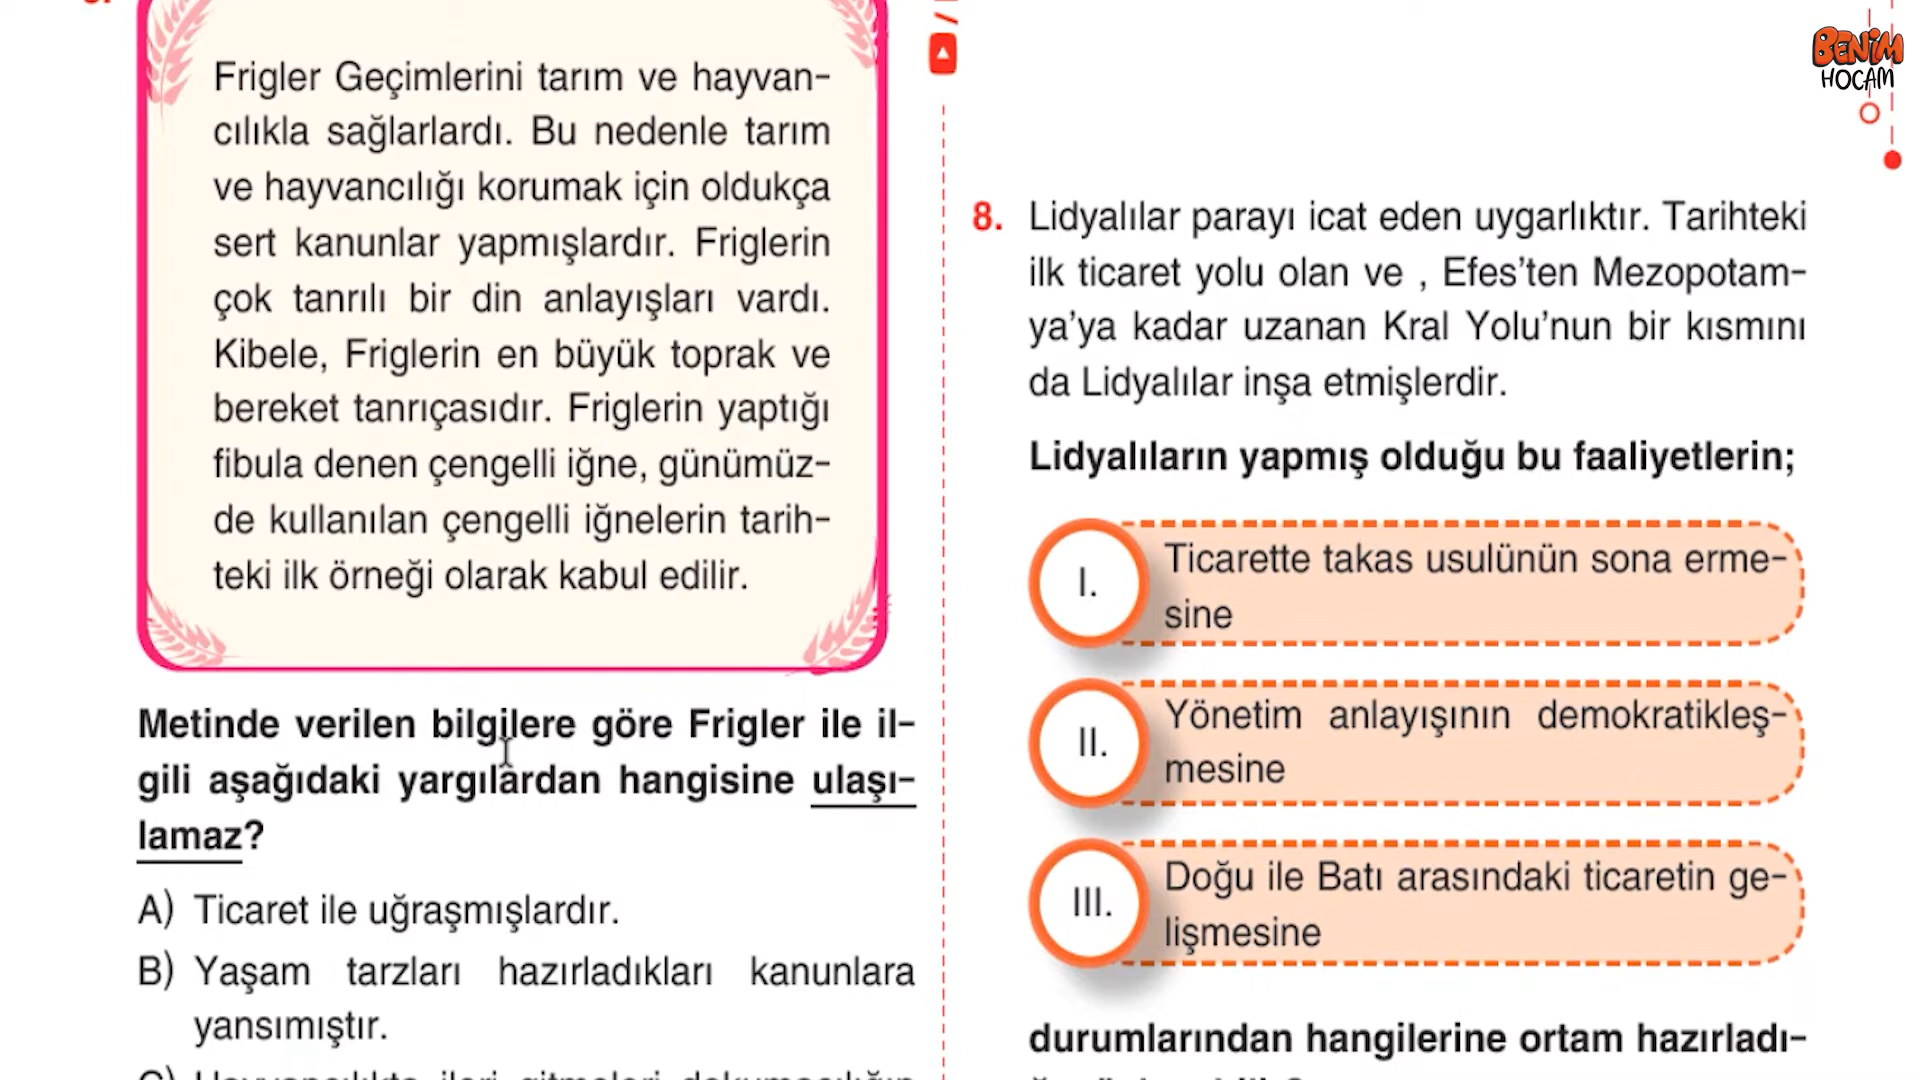 Frigler Geçimlerini tarım ve hayvan-
cılıkla sağlarlardı. Bu nedenle tarım
ve hayvancılığı korumak için oldukça
sert kanunlar yapmışlardır. Friglerin
çok tanrılı bir din anlayışları vardı.
Kibele, Friglerin en büyük toprak ve
bereket tanrıçasıdır. Friglerin yaptığı
fibula denen çengelli iğne, günümüz-
de kullanılan çengelli iğnelerin tarih-
teki ilk örneği olarak kabul edilir.
Metinde verilen bilgilere göre Frigler ile il-
gili aşağıdaki yargılardan hangisine ulaşı-
lamaz?
A) Ticaret ile uğraşmışlardır.
B) Yaşam tarzları hazırladıkları kanunlara
yansımıştır.
BENİM
HOCAM
8. Lidyalılar parayı icat eden uygarlıktır. Tarihteki
ilk ticaret yolu olan ve , Efes’ten Mezopotam-
ya’ya kadar uzanan Kral Yolu’nun bir kısmını
da Lidyalılar inşa etmişlerdir.
Lidyalıların yapmış olduğu bu faaliyetlerin;
I. Ticarette takas usulünün sona erme-
sine
II. Yönetim anlayışının demokratikleş-
mesine
III. Doğu ile Batı arasındaki ticaretin ge-
lişmesine
durumlarından hangilerine ortam hazırladı-